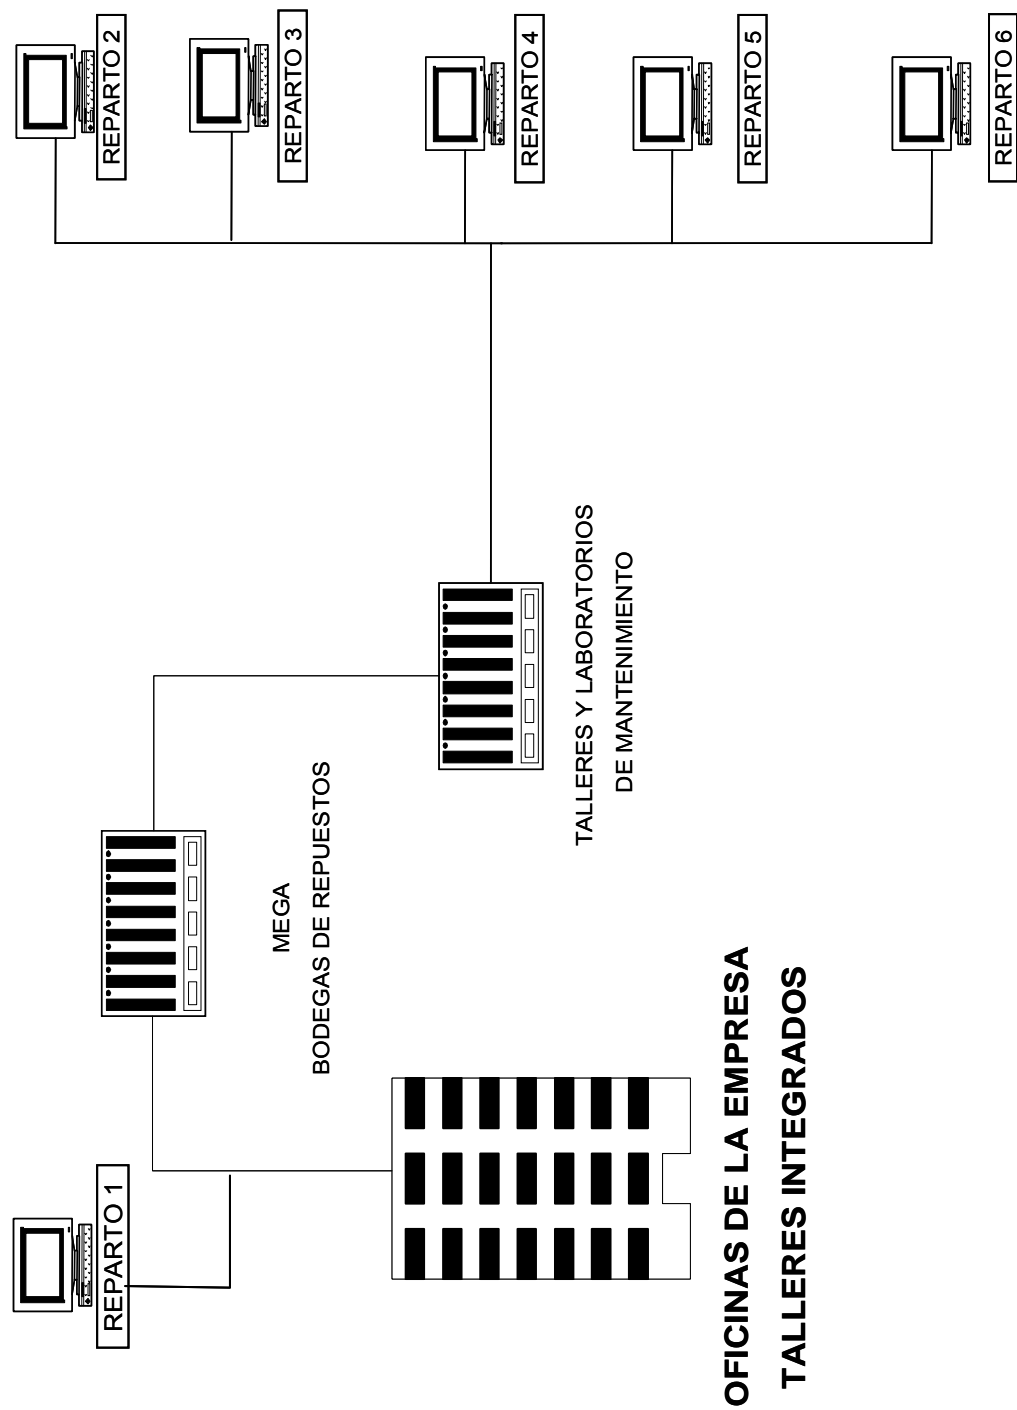 REPARTO 1
REPARTO 2
REPARTO 3
REPARTO 4
REPARTO 5
REPARTO 6
MEGA
BODEGAS DE REPUESTOS
TALLERES Y LABORATORIOS
DE MANTENIMIENTO
OFICINAS DE LA EMPRESA
TALLERES INTEGRADOS